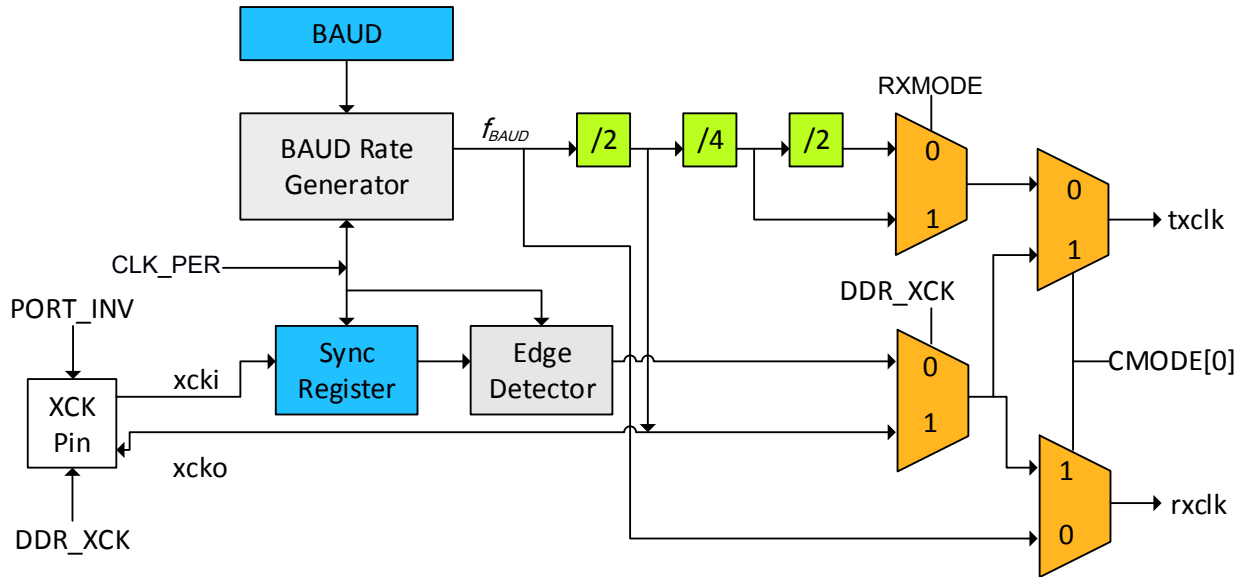 BAUD
RXMODE
BAUD Rate
Generator
fBAUD
/2
/4
/2
0
1
0
1
txclk
CLK_PER
PORT_INV
DDR_XCK
Sync
Register
Edge
Detector
0
1
CMODE[0]
xcki
XCK
Pin
xcko
1
0
rxclk
DDR_XCK